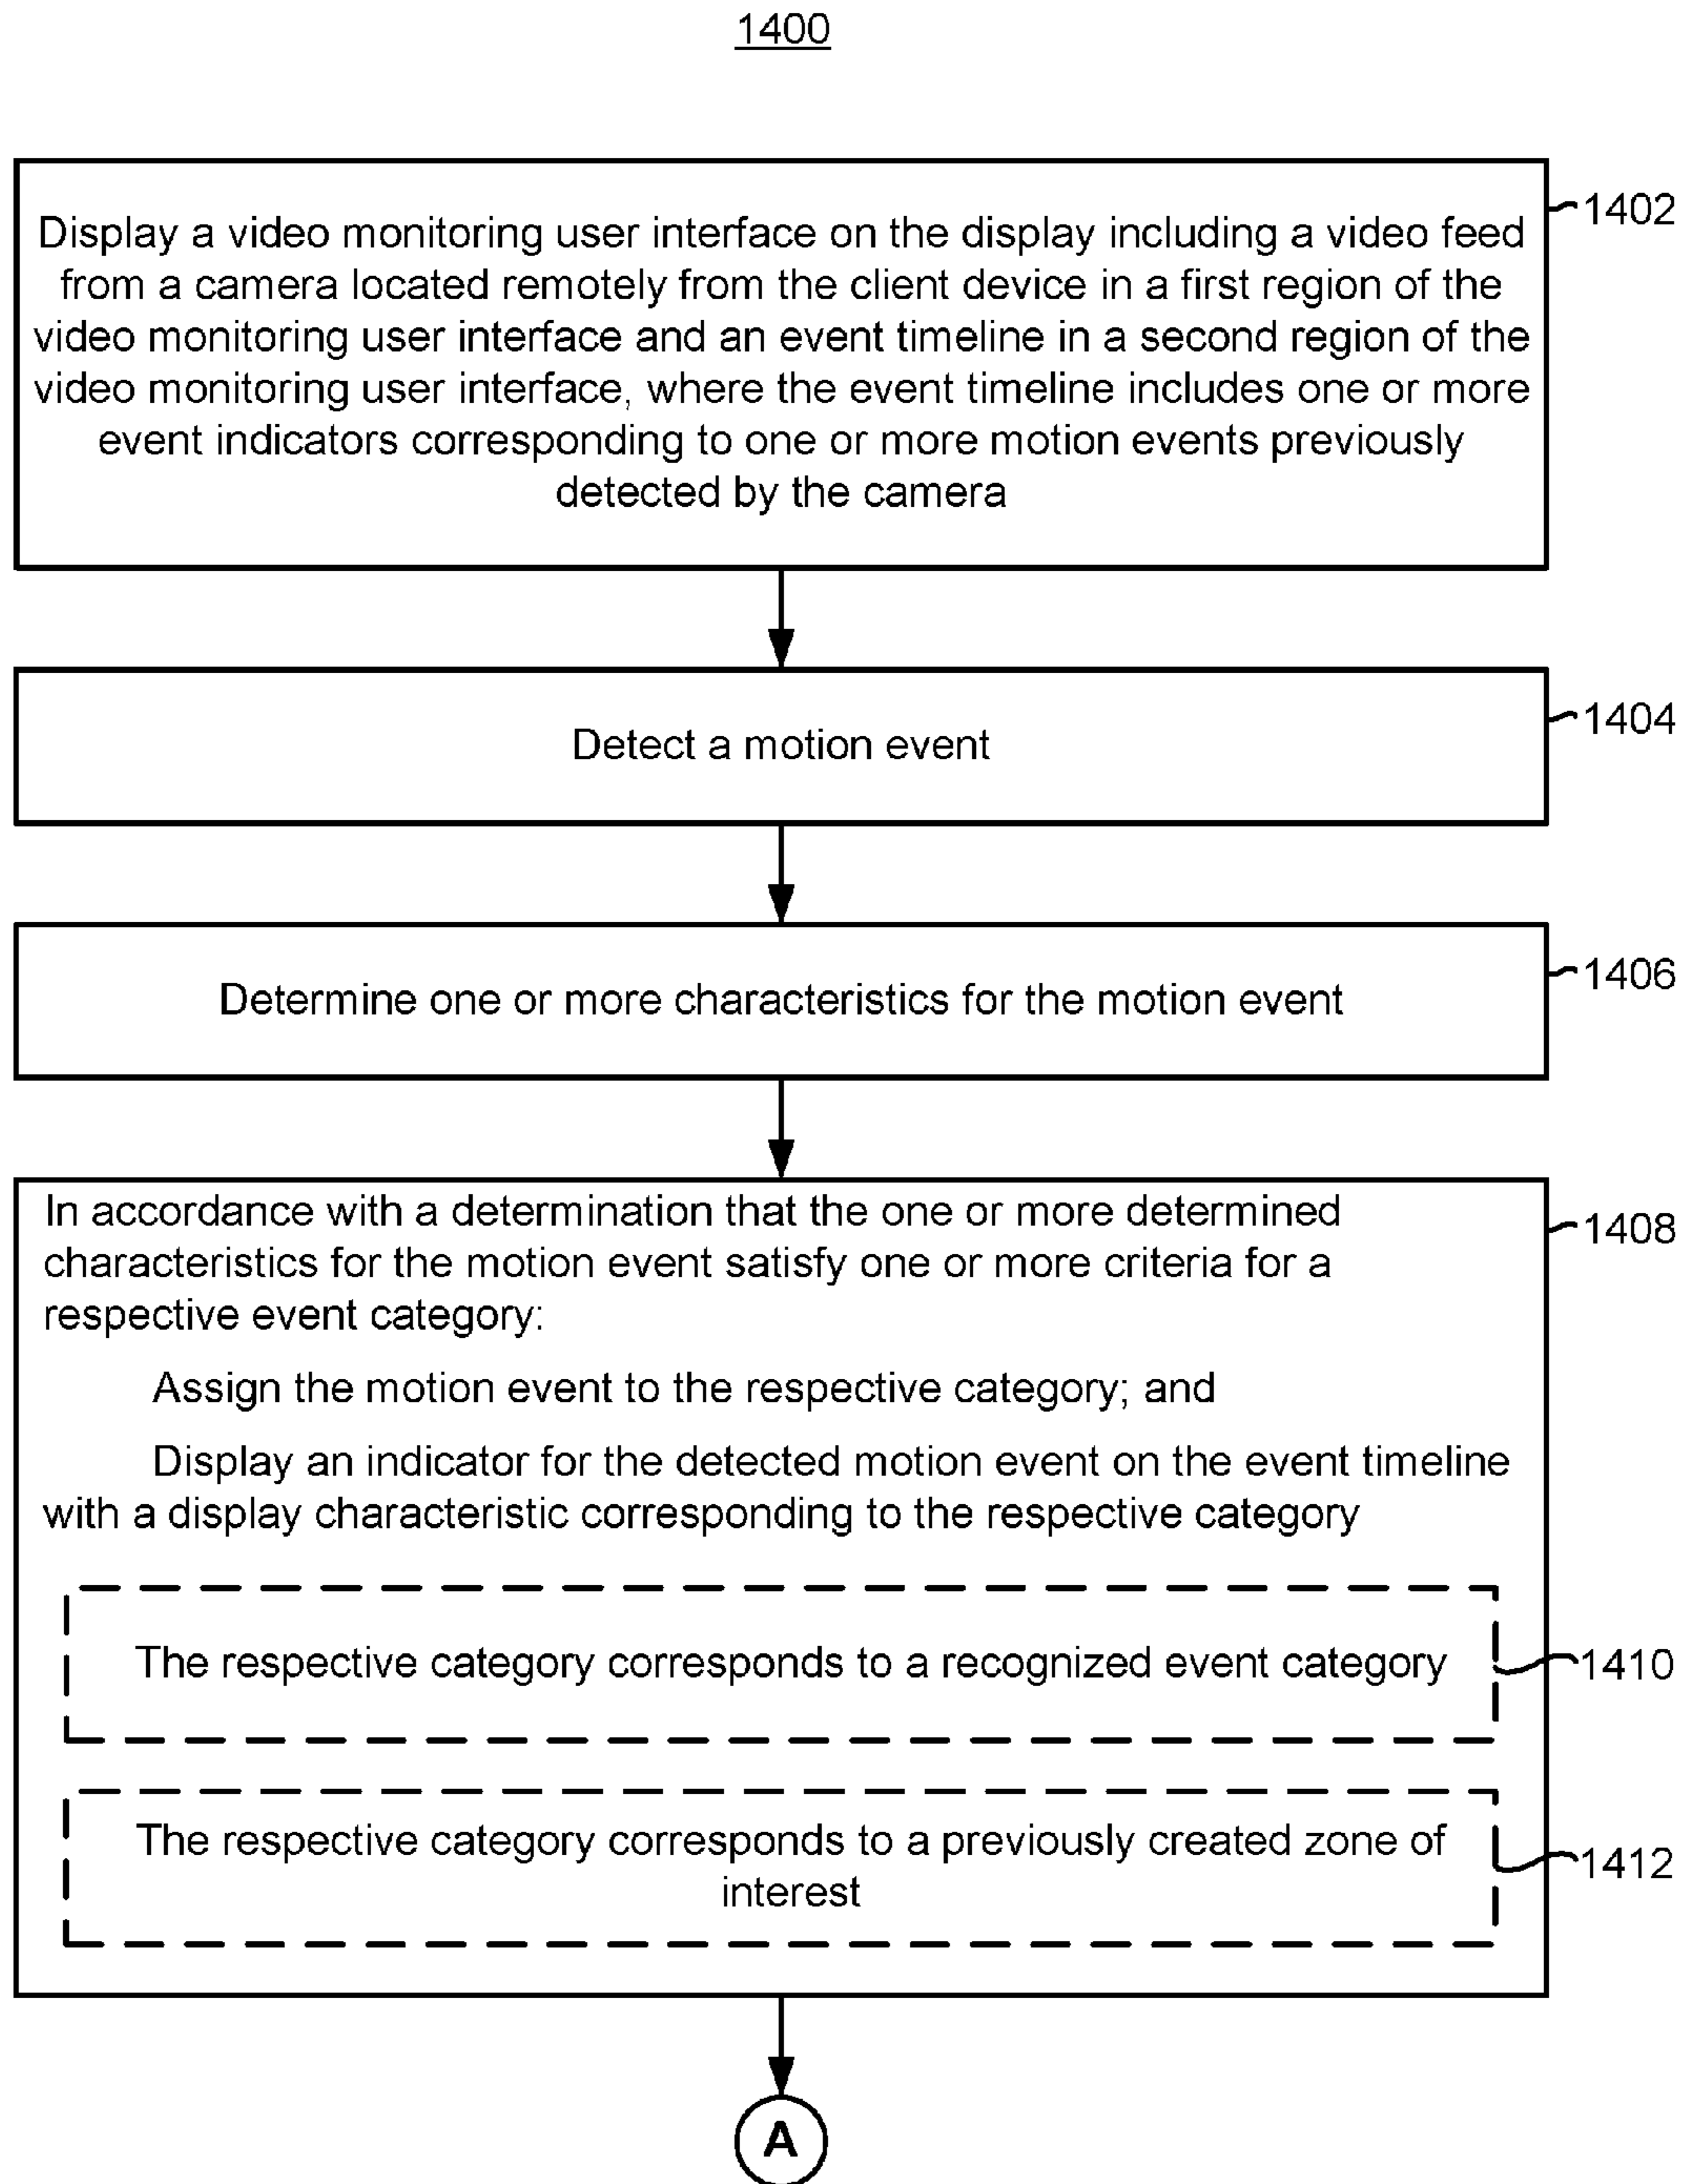 1400
Display a video monitoring user interface on the display including a video feed
from a camera located remotely from the client device in a first region of the
video monitoring user interface and an event timeline in a second region of the
video monitoring user interface, where the event timeline includes one or more
event indicators corresponding to one or more motion events previously
detected by the camera
1402
Detect a motion event
1404
Determine one or more characteristics for the motion event
1406
In accordance with a determination that the one or more determined
characteristics for the motion event satisfy one or more criteria for a
respective event category:
Assign the motion event to the respective category; and
Display an indicator for the detected motion event on the event timeline
with a display characteristic corresponding to the respective category
1408
The respective category corresponds to a recognized event category
1410
The respective category corresponds to a previously created zone of
interest
1412
A